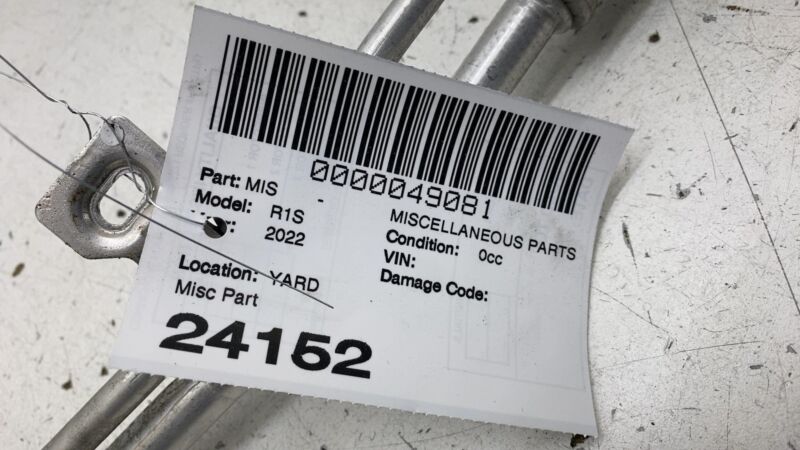 0000049081
Part: MIS - MISCELLANEOUS PARTS
Model: R1S Condition: 0cc
: 2022 VIN:
Damage Code:
Location: YARD
Misc Part
24152